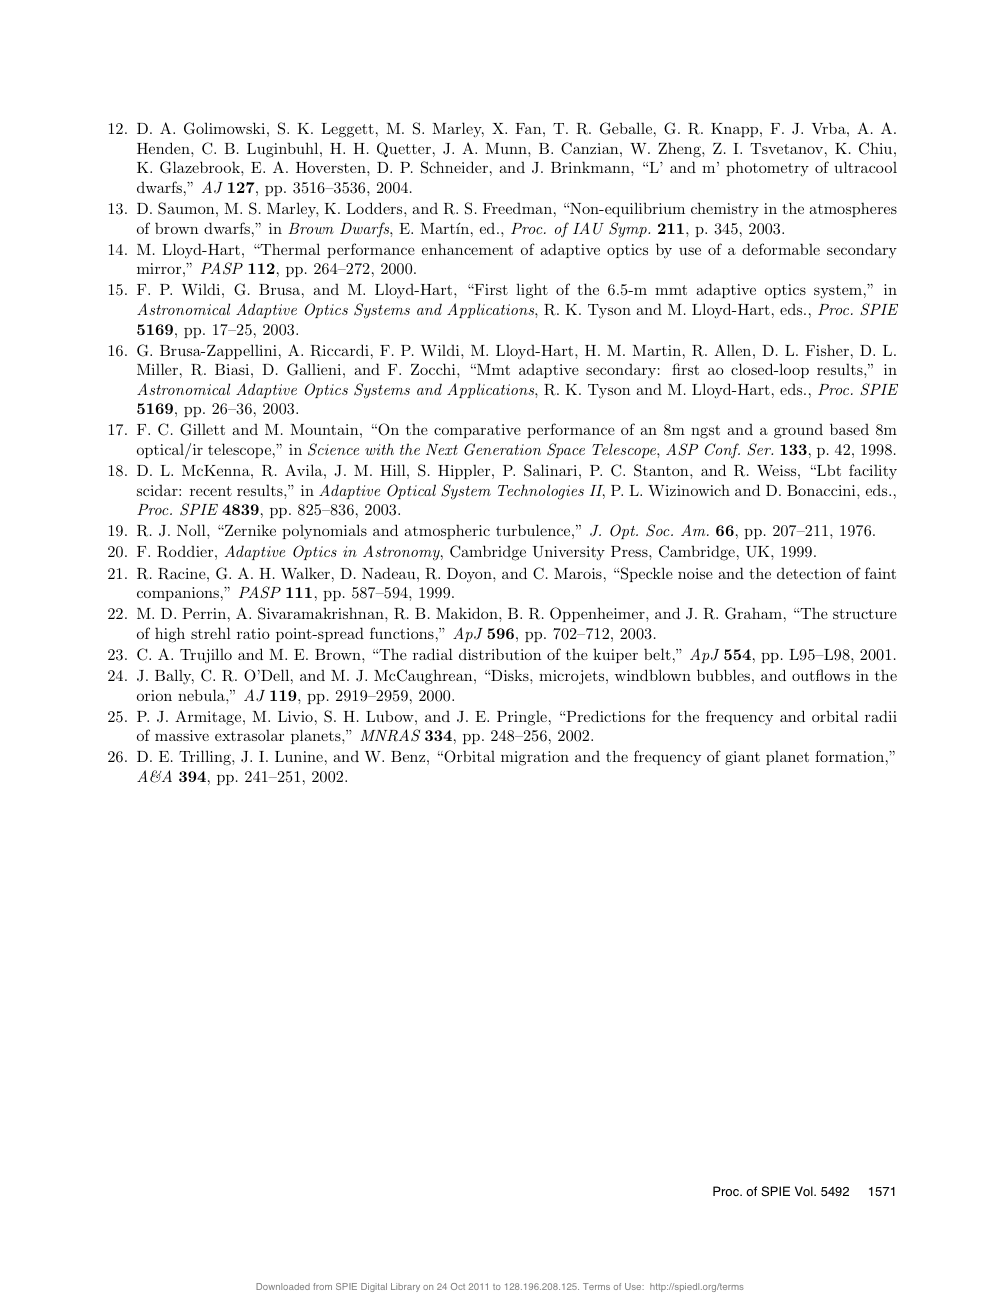 12. D. A. Golimowski, S. K. Leggett, M. S. Marley, X. Fan, T. R. Geballe, G. R. Knapp, F. J. Vrba, A. A.
Henden, C. B. Luginbuhl, H. H. Quetter, J. A. Munn, B. Canzian, W. Zheng, Z. I. Tsvetanov, K. Chiu,
K. Glazebrook, E. A. Hoversten, D. P. Schneider, and J. Brinkmann, “L’ and m’ photometry of ultracool
dwarfs,” AJ 127, pp. 3516–3536, 2004.
13. D. Saumon, M. S. Marley, K. Lodders, and R. S. Freedman, “Non-equilibrium chemistry in the atmospheres
of brown dwarfs,” in Brown Dwarfs, E. Martín, ed., Proc. of IAU Symp. 211, p. 345, 2003.
14. M. Lloyd-Hart, “Thermal performance enhancement of adaptive optics by use of a deformable secondary
mirror,” PASP 112, pp. 264–272, 2000.
15. F. P. Wildi, G. Brusa, and M. Lloyd-Hart, “First light of the 6.5-m mmt adaptive optics system,” in
Astronomical Adaptive Optics Systems and Applications, R. K. Tyson and M. Lloyd-Hart, eds., Proc. SPIE
5169, pp. 17–25, 2003.
16. G. Brusa-Zappellini, A. Riccardi, F. P. Wildi, M. Lloyd-Hart, H. M. Martin, R. Allen, D. L. Fisher, D. L.
Miller, R. Biasi, D. Gallieni, and F. Zocchi, “Mmt adaptive secondary: first ao closed-loop results,” in
Astronomical Adaptive Optics Systems and Applications, R. K. Tyson and M. Lloyd-Hart, eds., Proc. SPIE
5169, pp. 26–36, 2003.
17. F. C. Gillett and M. Mountain, “On the comparative performance of an 8m ngst and a ground based 8m
optical/ir telescope,” in Science with the Next Generation Space Telescope, ASP Conf. Ser. 133, p. 42, 1998.
18. D. L. McKenna, R. Avila, J. M. Hill, S. Hippler, P. Salinari, P. C. Stanton, and R. Weiss, “Lbt facility
scidar: recent results,” in Adaptive Optical System Technologies II, P. L. Wizinowich and D. Bonaccini, eds.,
Proc. SPIE 4839, pp. 825–836, 2003.
19. R. J. Noll, “Zernike polynomials and atmospheric turbulence,” J. Opt. Soc. Am. 66, pp. 207–211, 1976.
20. F. Roddier, Adaptive Optics in Astronomy, Cambridge University Press, Cambridge, UK, 1999.
21. R. Racine, G. A. H. Walker, D. Nadeau, R. Doyon, and C. Marois, “Speckle noise and the detection of faint
companions,” PASP 111, pp. 587–594, 1999.
22. M. D. Perrin, A. Sivaramakrishnan, R. B. Makidon, B. R. Oppenheimer, and J. R. Graham, “The structure
of high strehl ratio point-spread functions,” ApJ 596, pp. 702–712, 2003.
23. C. A. Trujillo and M. E. Brown, “The radial distribution of the kuiper belt,” ApJ 554, pp. L95–L98, 2001.
24. J. Bally, C. R. O’Dell, and M. J. McCaughrean, “Disks, microjets, windblown bubbles, and outflows in the
orion nebula,” AJ 119, pp. 2919–2959, 2000.
25. P. J. Armitage, M. Livio, S. H. Lubow, and J. E. Pringle, “Predictions for the frequency and orbital radii
of massive extrasolar planets,” MNRAS 334, pp. 248–256, 2002.
26. D. E. Trilling, J. I. Lunine, and W. Benz, “Orbital migration and the frequency of giant planet formation,”
A&A 394, pp. 241–251, 2002.
Proc. of SPIE Vol. 5492 1571
Downloaded from SPIE Digital Library on 24 Oct 2011 to 128.196.208.125. Terms of Use: http://spiedl.org/terms